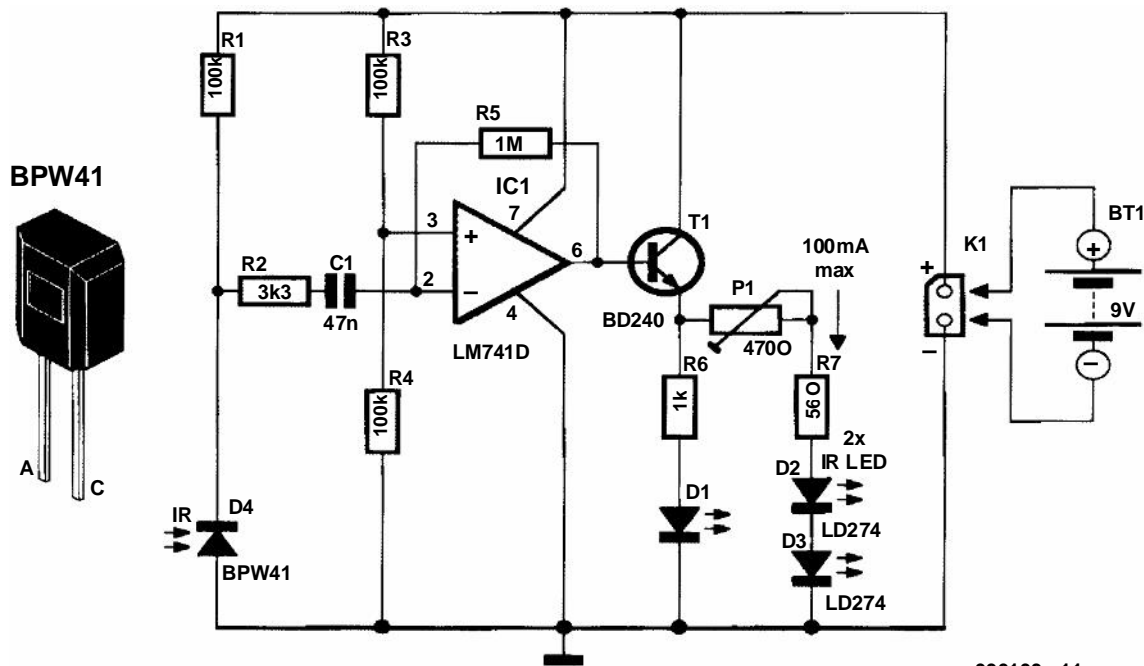 BPW41
A
C
R1
100k
R3
100k
R5
1M
IC1
7
3
+
2
−
6
4
LM741D
R2
3k3
C1
47n
R4
100k
IR
D4
BPW41
T1
BD240
100mA
max
P1
470O
R6
1k
R7
56O
2x
IR LED
D1
D2
LD274
D3
LD274
K1
+
−
BT1
+
9V
−